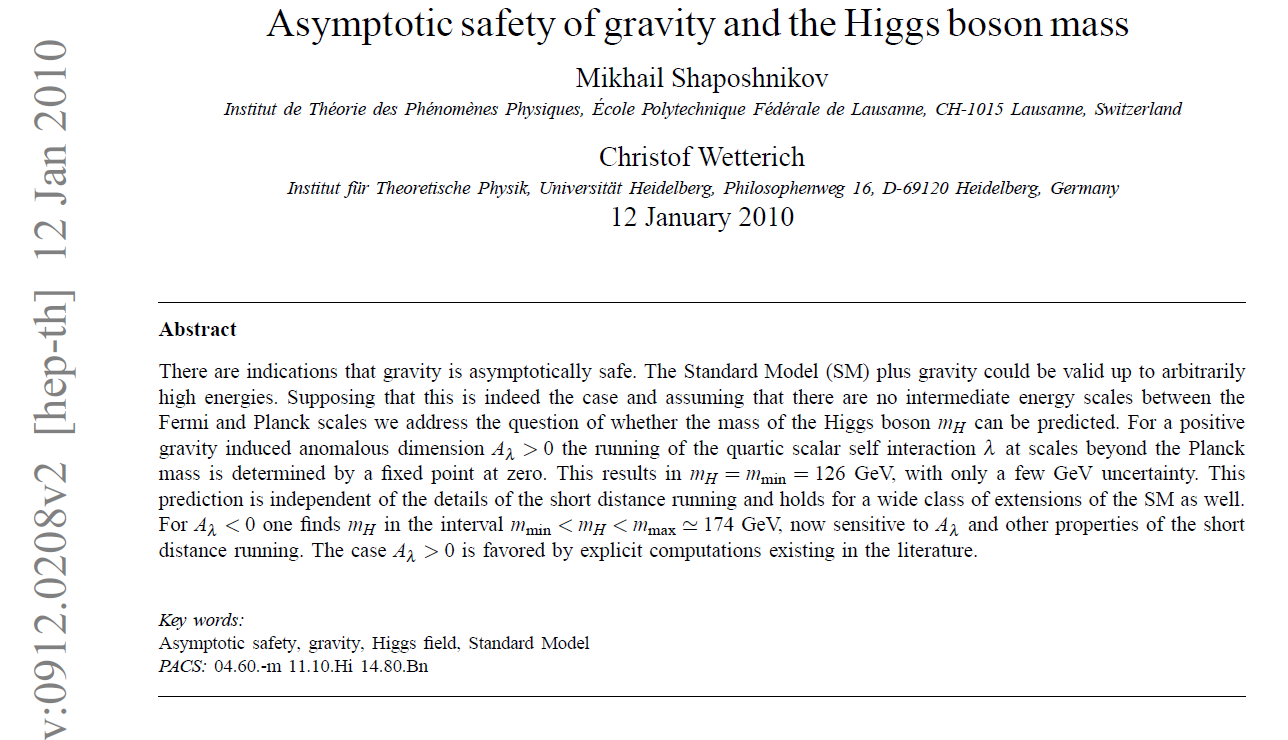 Asymptotic safety of gravity and the Higgs boson mass
Mikhail Shaposhnikov
Institut de Théorie des Phénomènes Physiques, École Polytechnique Fédérale de Lausanne, CH-1015 Lausanne, Switzerland
Christof Wetterich
Institut für Theoretische Physik, Universität Heidelberg, Philosophenweg 16, D-69120 Heidelberg, Germany
12 January 2010
Abstract
There are indications that gravity is asymptotically safe. The Standard Model (SM) plus gravity could be valid up to arbitrarily
high energies. Supposing that this is indeed the case and assuming that there are no intermediate energy scales between the
Fermi and Planck scales we address the question of whether the mass of the Higgs boson m_H can be predicted. For a positive
gravity induced anomalous dimension A_λ > 0 the running of the quartic scalar self interaction λ at scales beyond the Planck
mass is determined by a fixed point at zero. This results in m_H = m_min = 126 GeV, with only a few GeV uncertainty. This
prediction is independent of the details of the short distance running and holds for a wide class of extensions of the SM as well.
For A_λ < 0 one finds m_H in the interval m_min < m_H < m_max ≃ 174 GeV, now sensitive to A_λ and other properties of the short
distance running. The case A_λ > 0 is favored by explicit computations existing in the literature.
Key words:
Asymptotic safety, gravity, Higgs field, Standard Model
PACS: 04.60.-m 11.10.Hi 14.80.Bn
v:0912.0208v2 [hep-th] 12 Jan 2010